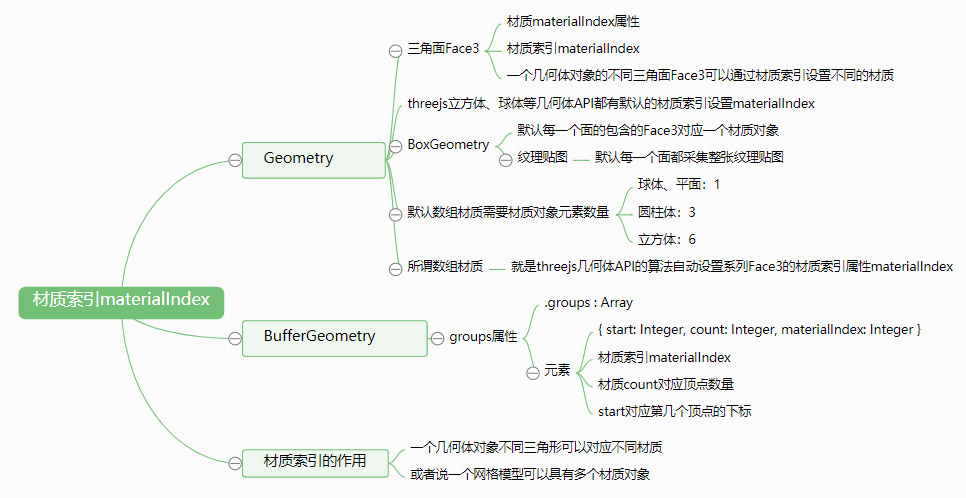 材质索引materialIndex
Geometry
三角面Face3
材质materialIndex属性
材质索引materialIndex
一个几何体对象的不同三角面Face3可以通过材质索引设置不同的材质
threejs立方体、球体等几何体API都有默认的材质索引设置materialIndex
BoxGeometry
默认每一个面的包含的Face3对应一个材质对象
纹理贴图
默认每一个面都采集整张纹理贴图
默认数组材质需要材质对象元素数量
球体、平面：1
圆柱体：3
立方体：6
所谓数组材质
就是threejs几何体API的算法自动设置系列Face3的材质索引属性materialIndex
BufferGeometry
groups属性
.groups : Array
元素
{ start: Integer, count: Integer, materialIndex: Integer }
材质索引materialIndex
材质count对应顶点数量
start对应第几个顶点的下标
材质索引的作用
一个几何体对象不同三角形可以对应不同材质
或者说一个网格模型可以具有多个材质对象